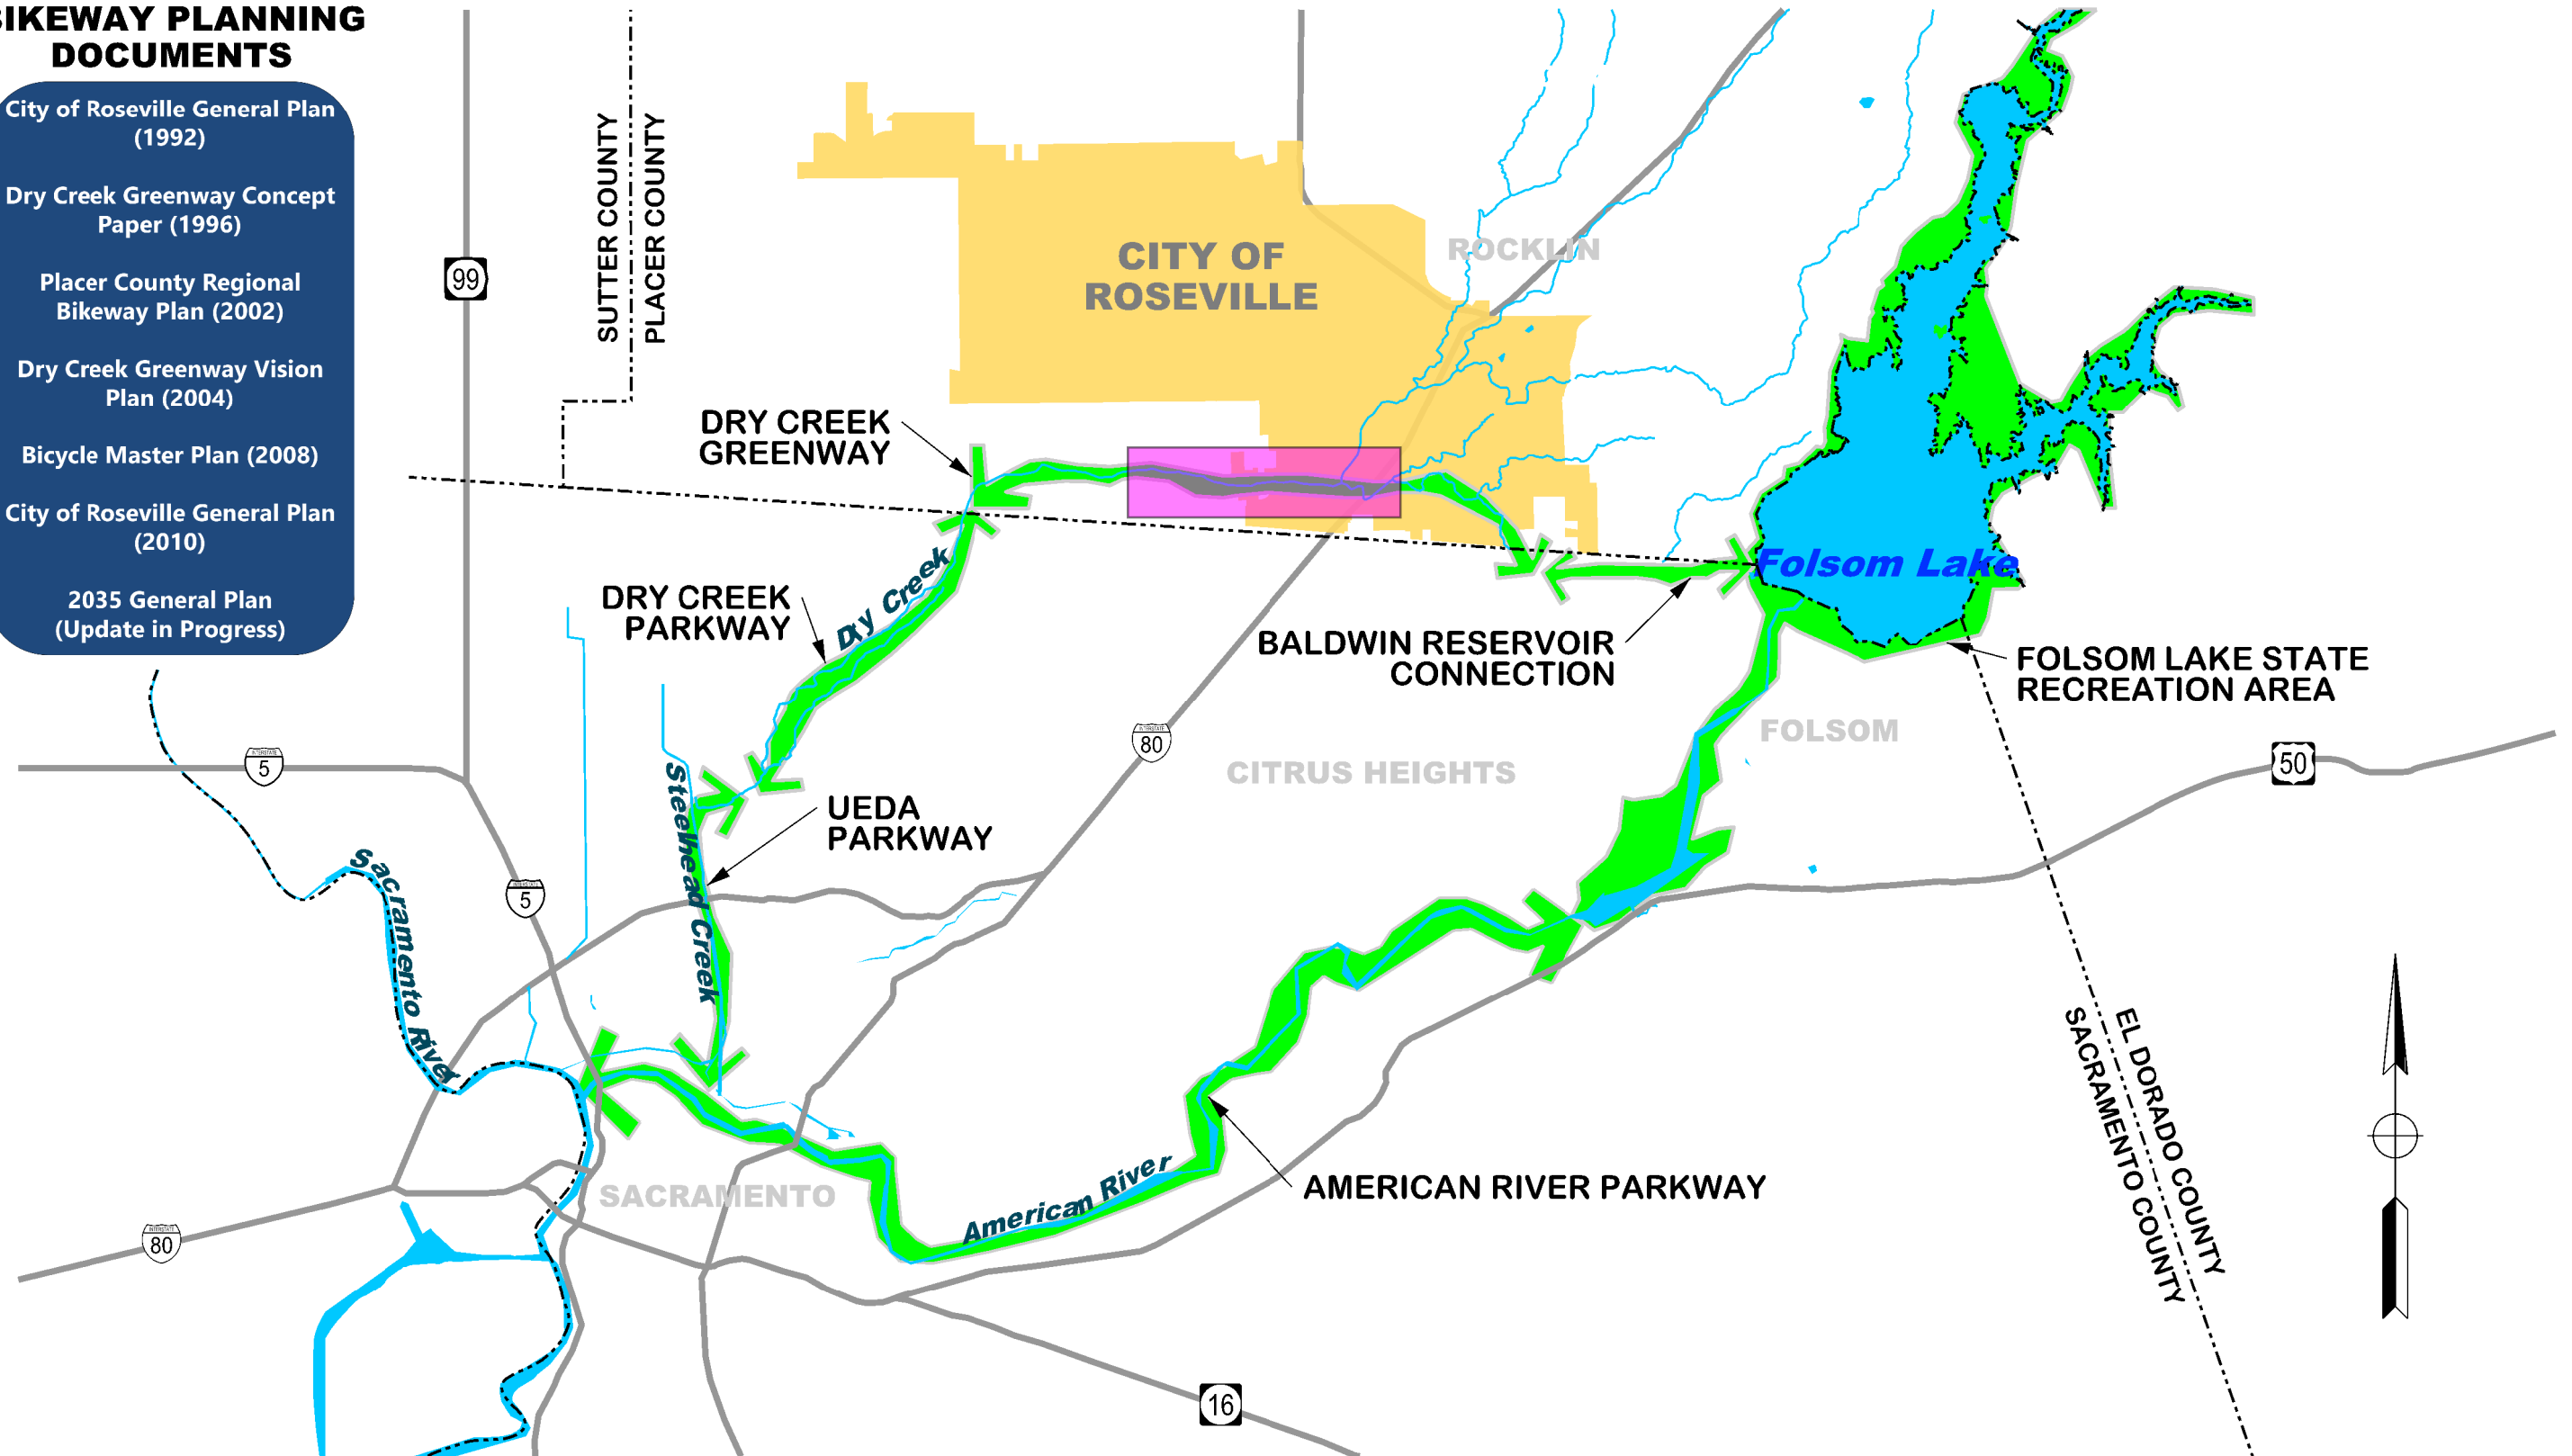 BIKEWAY PLANNING
DOCUMENTS
City of Roseville General Plan
(1992)
Dry Creek Greenway Concept
Paper (1996)
Placer County Regional
Bikeway Plan (2002)
Dry Creek Greenway Vision
Plan (2004)
Bicycle Master Plan (2008)
City of Roseville General Plan
(2010)
2035 General Plan
(Update in Progress)
99
SUTTER COUNTY
PLACER COUNTY
CITY OF
ROSEVILLE
ROCKLIN
DRY CREEK
GREENWAY
Dry Creek
DRY CREEK
PARKWAY
Folsom Lake
BALDWIN RESERVOIR
CONNECTION
FOLSOM LAKE STATE
RECREATION AREA
FOLSOM
INTERSTATE
80
CITRUS HEIGHTS
50
INTERSTATE
5
Steelhead Creek
UEDA
PARKWAY
Sacramento River
INTERSTATE
5
EL DORADO COUNTY
SACRAMENTO COUNTY
American River
AMERICAN RIVER PARKWAY
SACRAMENTO
INTERSTATE
80
16